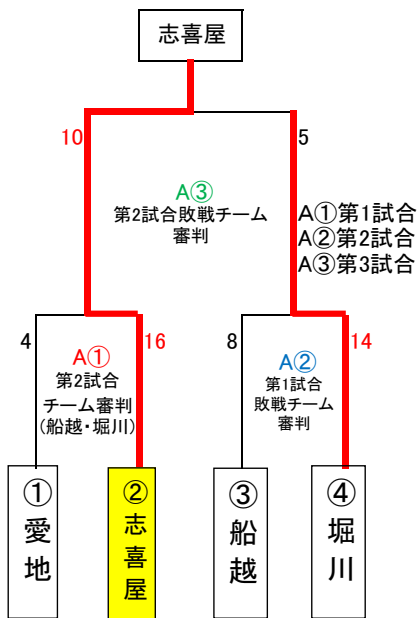 志喜屋
10
5
A③
第2試合敗戦チーム
審判
A①第1試合
A②第2試合
A③第3試合
4
16
8
14
A①
第2試合
チーム審判
(船越・堀川)
A②
第1試合
敗戦チーム
審判
①愛地
②志喜屋
③船越
④堀川